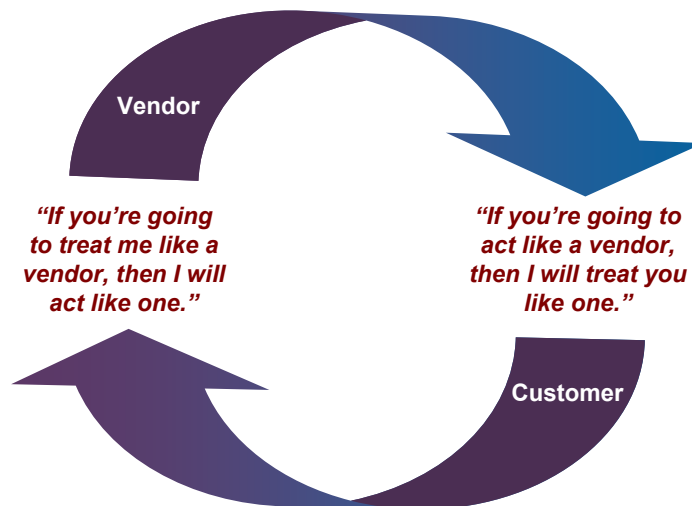 Vendor
“If you’re going
to treat me like a
vendor, then I will
act like one.”
“If you’re going to
act like a vendor,
then I will treat you
like one.”
Customer